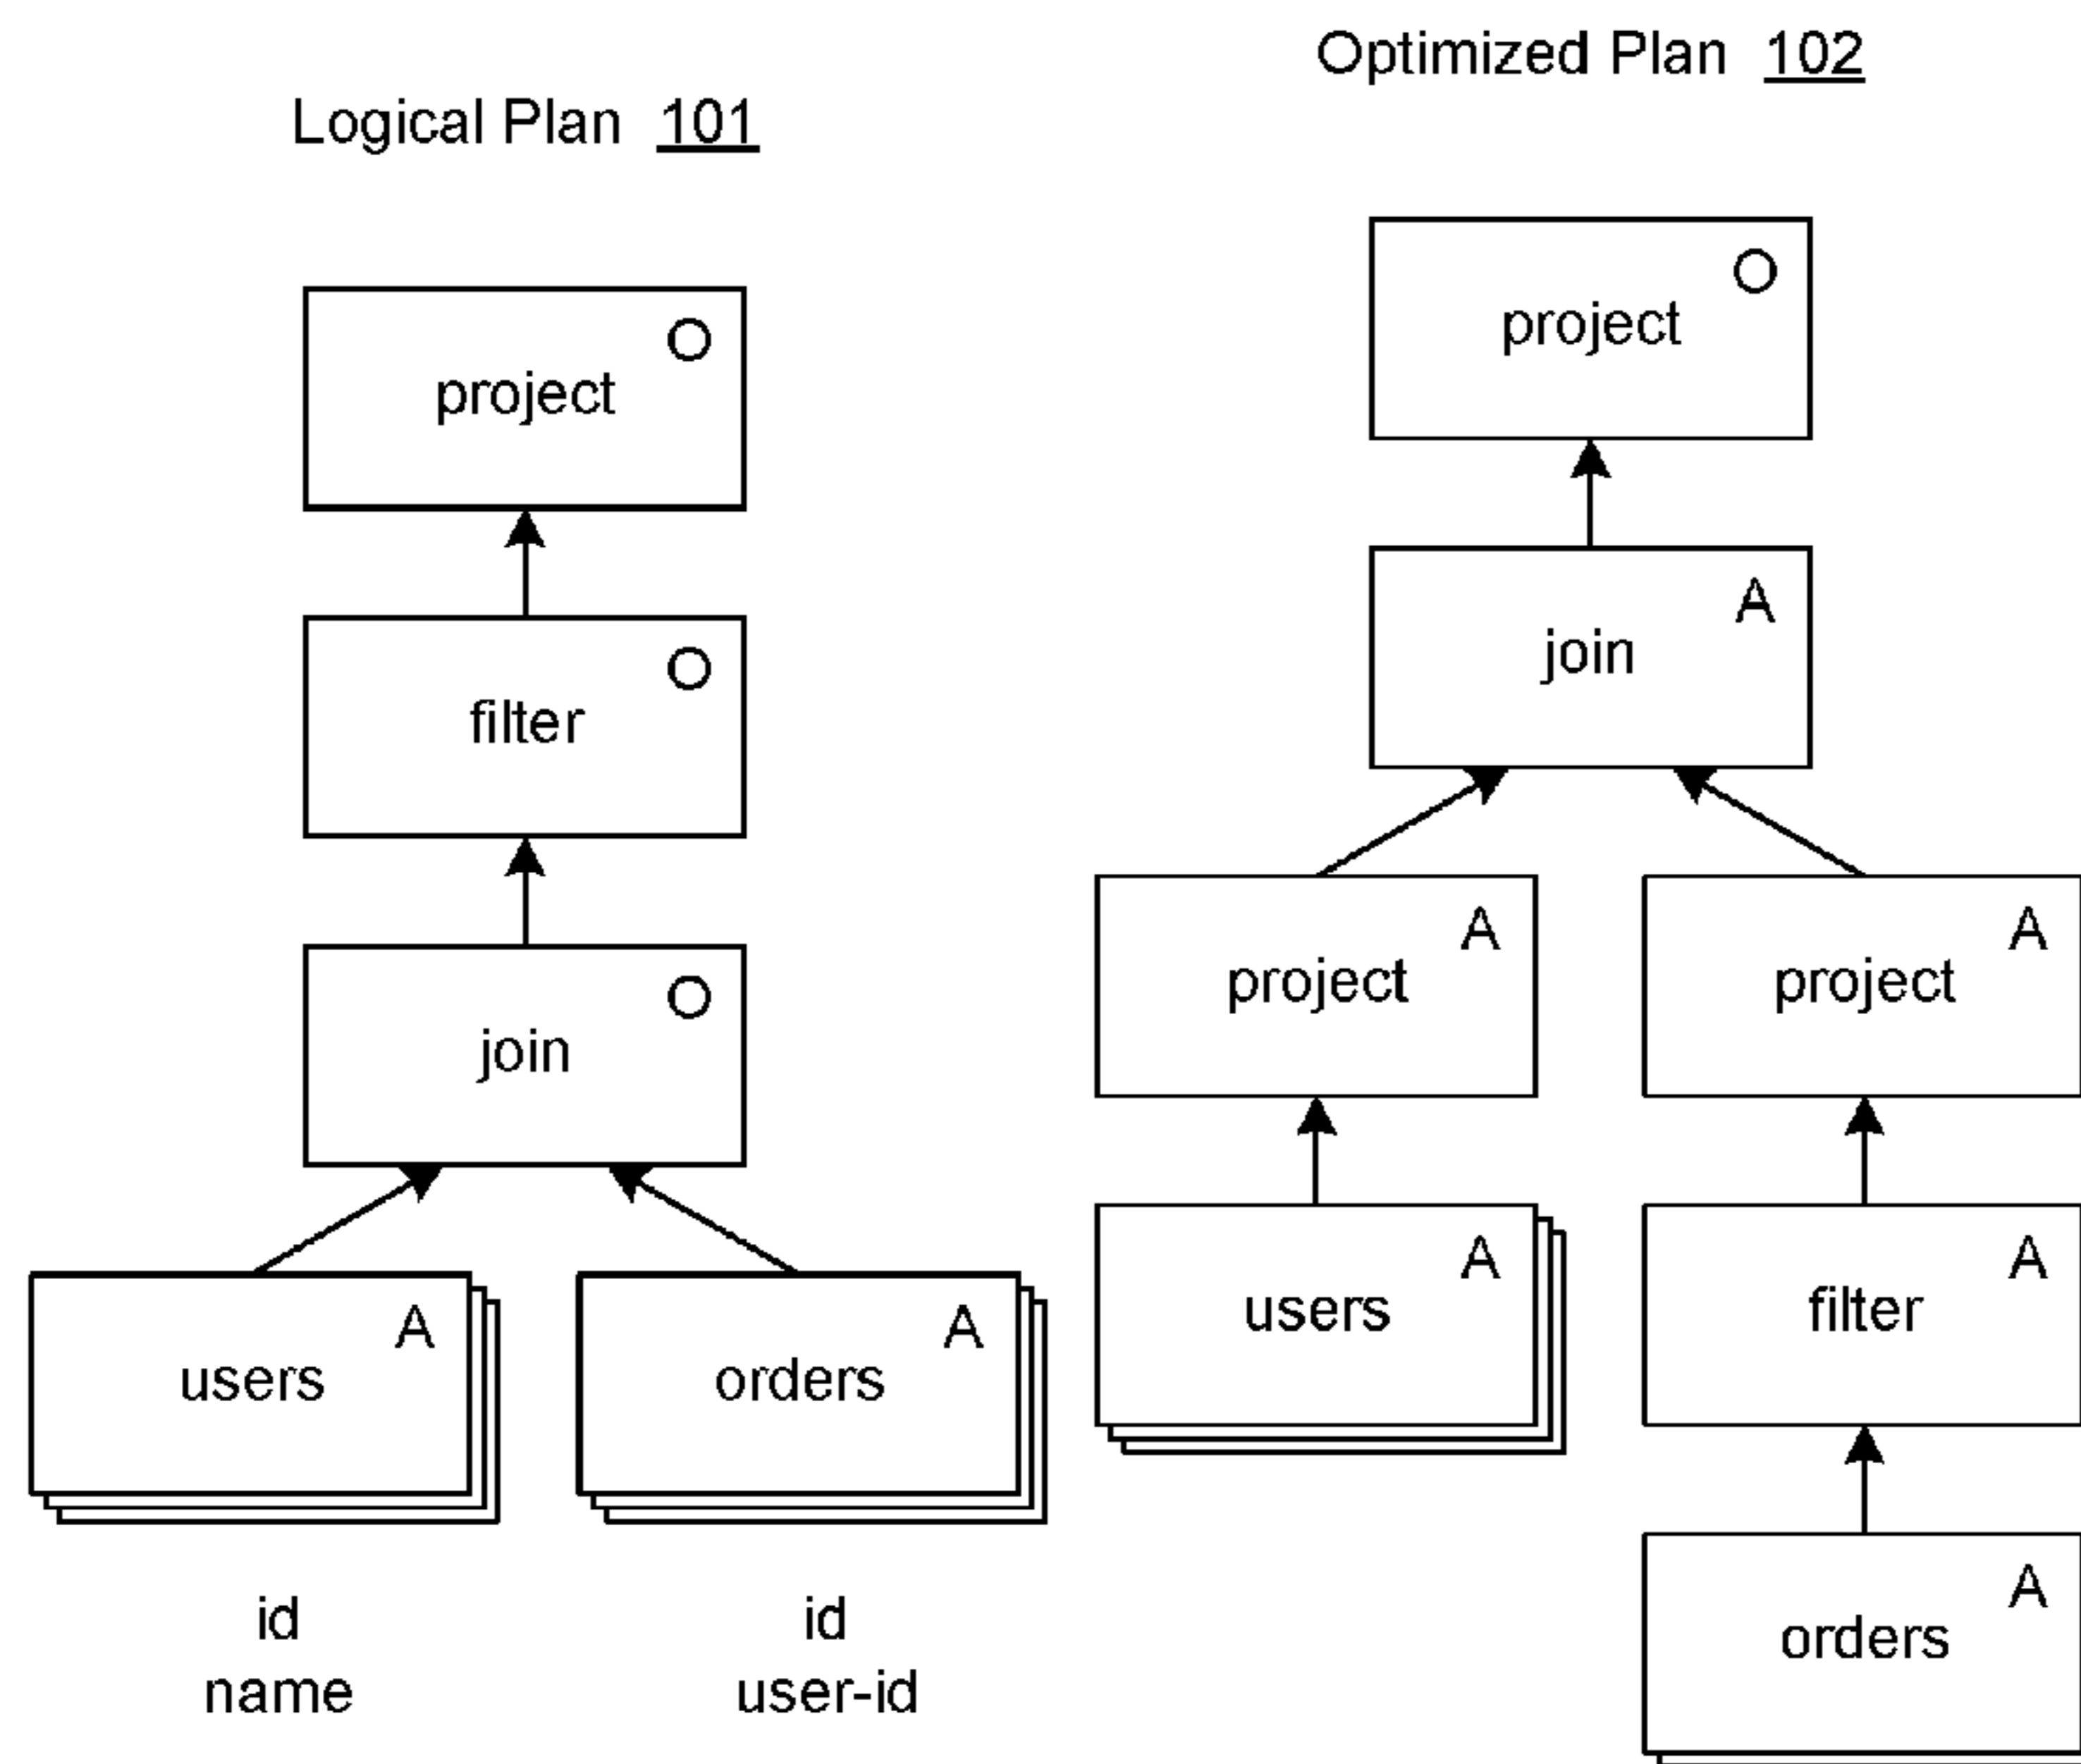 Logical Plan 101
O
project
O
filter
O
join
A
users
A
orders
id
name
id
user-id
Optimized Plan 102
O
project
A
join
A
project
A
project
A
users
A
filter
A
orders